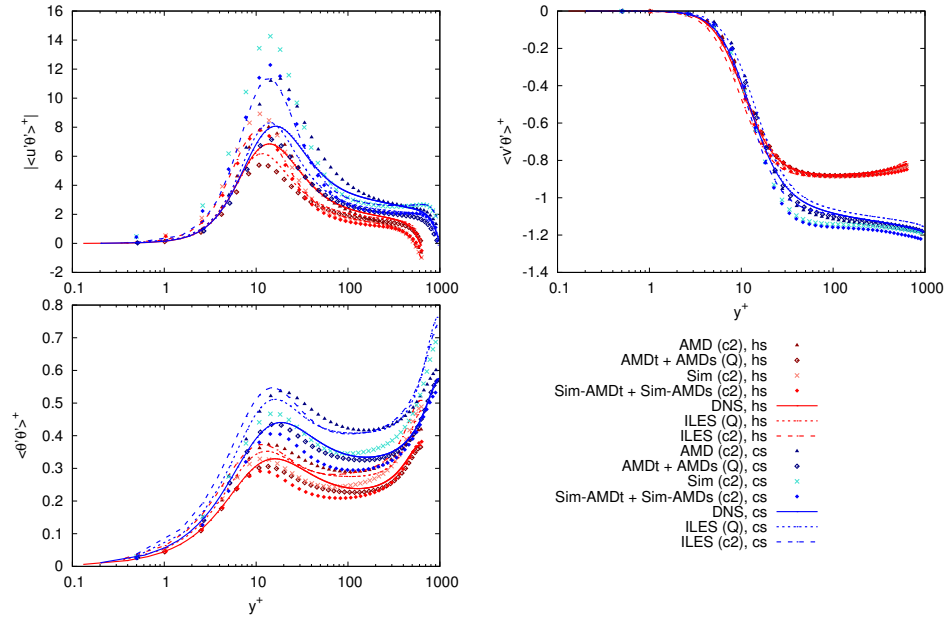 16
14
12
10
8
6
4
2
0
-2
0.1 1 10 100 1000
|<u'θ'>+|
0
-0.2
-0.4
-0.6
-0.8
-1
-1.2
-1.4
0.1 1 10 100 1000
<v'θ'>+
y+
0.8
0.7
0.6
0.5
0.4
0.3
0.2
0.1
0
0.1 1 10 100 1000
<θ'θ'>+
y+
AMD (c2), hs
AMDt + AMDs (Q), hs
Sim (c2), hs
Sim-AMDt + Sim-AMDs (c2), hs
DNS, hs
ILES (Q), hs
ILES (c2), hs
AMD (c2), cs
AMDt + AMDs (Q), cs
Sim (c2), cs
Sim-AMDt + Sim-AMDs (c2), cs
DNS, cs
ILES (Q), cs
ILES (c2), cs